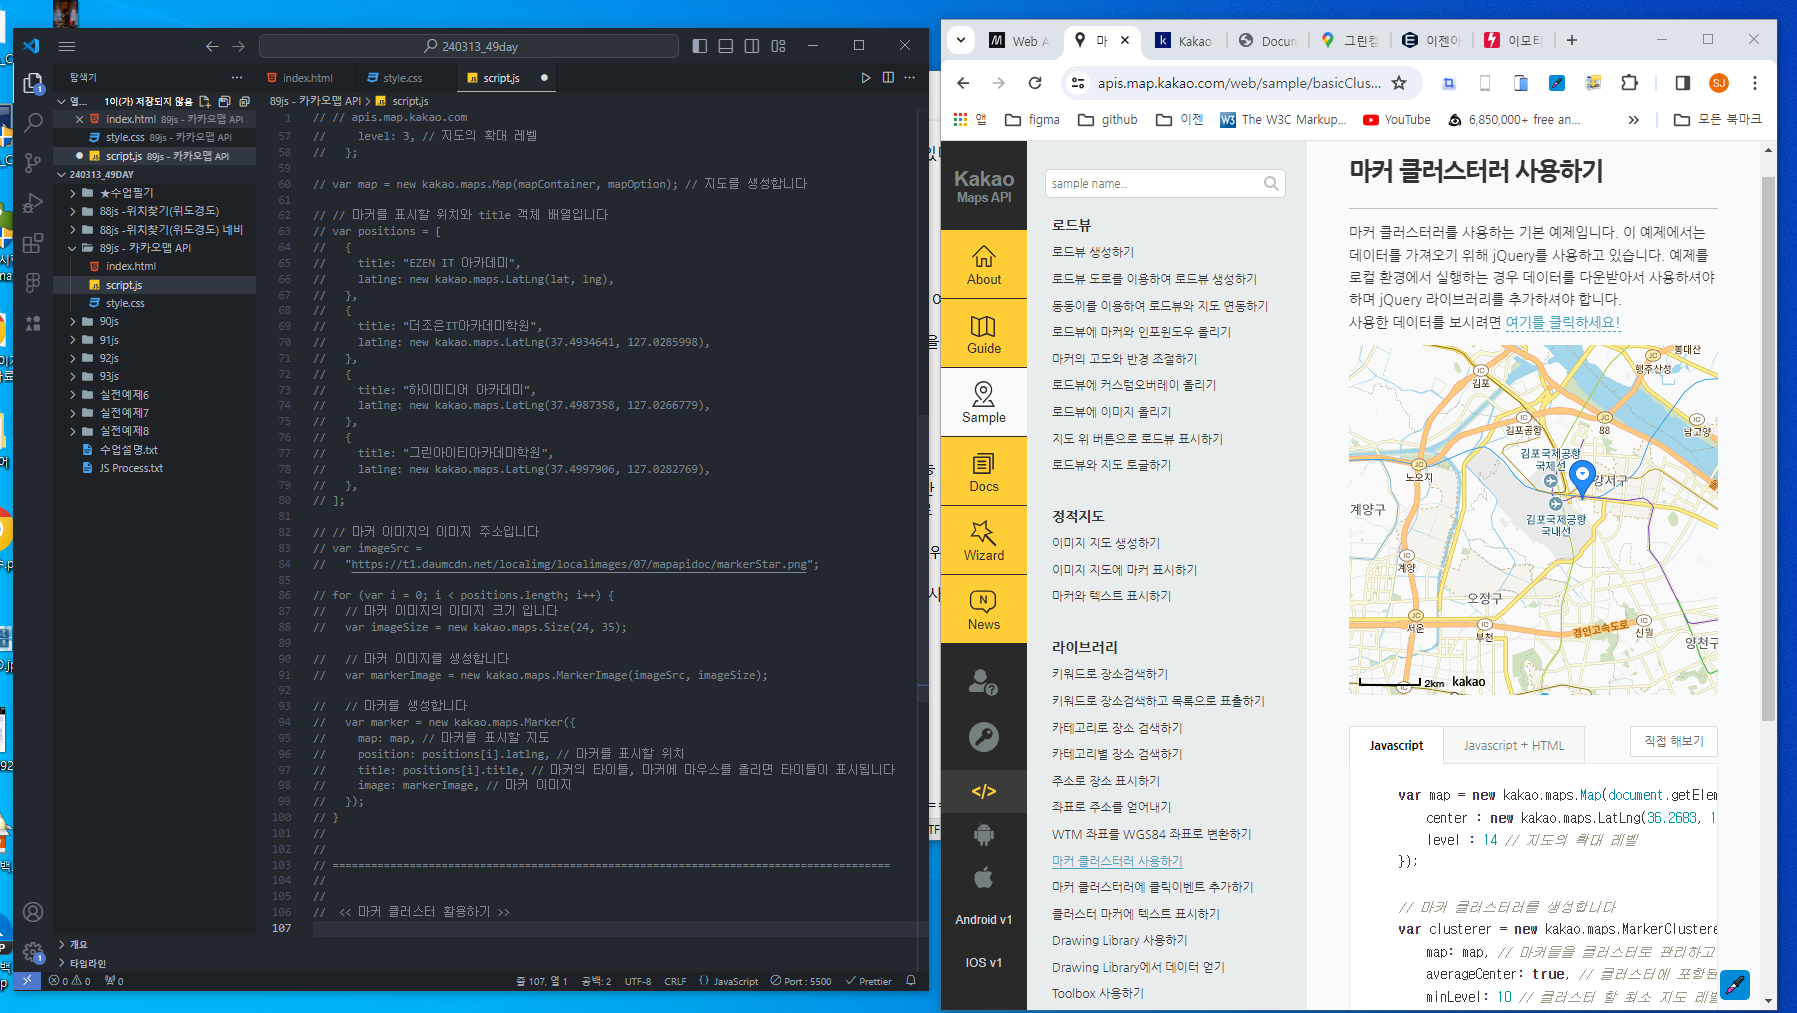 240313_49day
탐색기
index.html
style.css
script.js
열...
1이(가) 저장되지 않음
index.html 89js - 카카오맵 API
style.css 89js - 카카오맵 API
script.js 89js - 카카오맵 API
240313_49DAY
★수업필기
88js -위치찾기(위도경도)
88js -위치찾기(위도경도) 네비
89js - 카카오맵 API
index.html
script.js
style.css
90js
91js
92js
93js
실전예제6
실전예제7
실전예제8
수업설명.txt
JS Process.txt
개요
타임라인
89js - 카카오맵 API > script.js
1 // // apis.map.kakao.com
57 //     level: 3, // 지도의 확대 레벨
58 //   };
59
60 // var map = new kakao.maps.Map(mapContainer, mapOption); // 지도를 생성합니다
61
62 // // 마커를 표시할 위치와 title 객체 배열입니다
63 // var positions = [
64 //   {
65 //     title: "EZEN IT 아카데미",
66 //     latlng: new kakao.maps.LatLng(lat, lng),
67 //   },
68 //   {
69 //     title: "더조은IT아카데미학원",
70 //     latlng: new kakao.maps.LatLng(37.4934641, 127.0285998),
71 //   },
72 //   {
73 //     title: "하이미디어 아카데미",
74 //     latlng: new kakao.maps.LatLng(37.4987358, 127.0266779),
75 //   },
76 //   {
77 //     title: "그린아이티아카데미학원",
78 //     latlng: new kakao.maps.LatLng(37.4997906, 127.0282769),
79 //   },
80 // ];
81
82 // // 마커 이미지의 이미지 주소입니다
83 // var imageSrc =
84 //   "https://t1.daumcdn.net/localimg/localimages/07/mapapidoc/markerStar.png";
85
86 // for (var i = 0; i < positions.length; i++) {
87 //   // 마커 이미지의 이미지 크기 입니다
88 //   var imageSize = new kakao.maps.Size(24, 35);
89
90 //   // 마커 이미지를 생성합니다
91 //   var markerImage = new kakao.maps.MarkerImage(imageSrc, imageSize);
92
93 //   // 마커를 생성합니다
94 //   var marker = new kakao.maps.Marker({
95 //     map: map, // 마커를 표시할 지도
96 //     position: positions[i].latlng, // 마커를 표시할 위치
97 //     title: positions[i].title, // 마커의 타이틀, 마커에 마우스를 올리면 타이틀이 표시됩니다
98 //     image: markerImage, // 마커 이미지
99 //   });
100 // }
101 //
102 //
103 // =======================================================================================
104 //
105 //
106 //  << 마커 클러스터 활용하기 >>
107
0 0 0
줄 107, 열 1
공백: 2
UTF-8
CRLF
{} JavaScript
Port : 5500
Prettier
Web A
마
Kakao
Docum
그린컴
이젠아
이모티
apis.map.kakao.com/web/sample/basicClus...
SJ
앱
figma
github
이젠
The W3C Markup...
YouTube
6,850,000+ free an...
모든 북마크
Kakao
Maps API
About
Guide
Sample
Docs
Wizard
News
Android v1
IOS v1
sample name..
로드뷰
로드뷰 생성하기
로드뷰 도로를 이용하여 로드뷰 생성하기
동동이를 이용하여 로드뷰와 지도 연동하기
로드뷰에 마커와 인포윈도우 올리기
마커의 고도와 반경 조절하기
로드뷰에 커스텀오버레이 올리기
로드뷰에 이미지 올리기
지도 위 버튼으로 로드뷰 표시하기
로드뷰와 지도 토글하기
정적지도
이미지 지도 생성하기
이미지 지도에 마커 표시하기
마커와 텍스트 표시하기
라이브러리
키워드로 장소검색하기
키워드로 장소검색하고 목록으로 표출하기
카테고리로 장소 검색하기
카테고리별 장소 검색하기
주소로 장소 표시하기
좌표로 주소를 얻어내기
WTM 좌표를 WGS84 좌표로 변환하기
마커 클러스터러 사용하기
마커 클러스터러에 클릭이벤트 추가하기
클러스터 마커에 텍스트 표시하기
Drawing Library 사용하기
Drawing Library에서 데이터 얻기
Toolbox 사용하기
마커 클러스터러 사용하기
마커 클러스터러를 사용하는 기본 예제입니다. 이 예제에서는
데이터를 가져오기 위해 jQuery를 사용하고 있습니다. 예제를
로컬 환경에서 실행하는 경우 데이터를 다운받아서 사용하셔야
하며 jQuery 라이브러리를 추가하셔야 합니다.
사용한 데이터를 보시려면 여기를 클릭하세요!
봉대산
JC
행주산성
IC
김포
IC
김포공항
JC
88
IC
남고양
김포국제공항
국제선
강서구
JC
노오지
계양구
김포국제공항
국내선
IC
계양
오정구
JC
서운
IC
부천
경인고속도로
IC
신월
양천구
2km kakao
Javascript
Javascript + HTML
직접 해보기
var map = new kakao.maps.Map(document.getElem
center : new kakao.maps.LatLng(36.2683, 1
level : 14 // 지도의 확대 레벨
});
// 마커 클러스터러를 생성합니다
var clusterer = new kakao.maps.MarkerClustere
map: map, // 마커들을 클러스터로 관리하고
averageCenter: true, // 클러스터에 포함된
minLevel: 10 // 클러스터 할 최소 지도 레벨